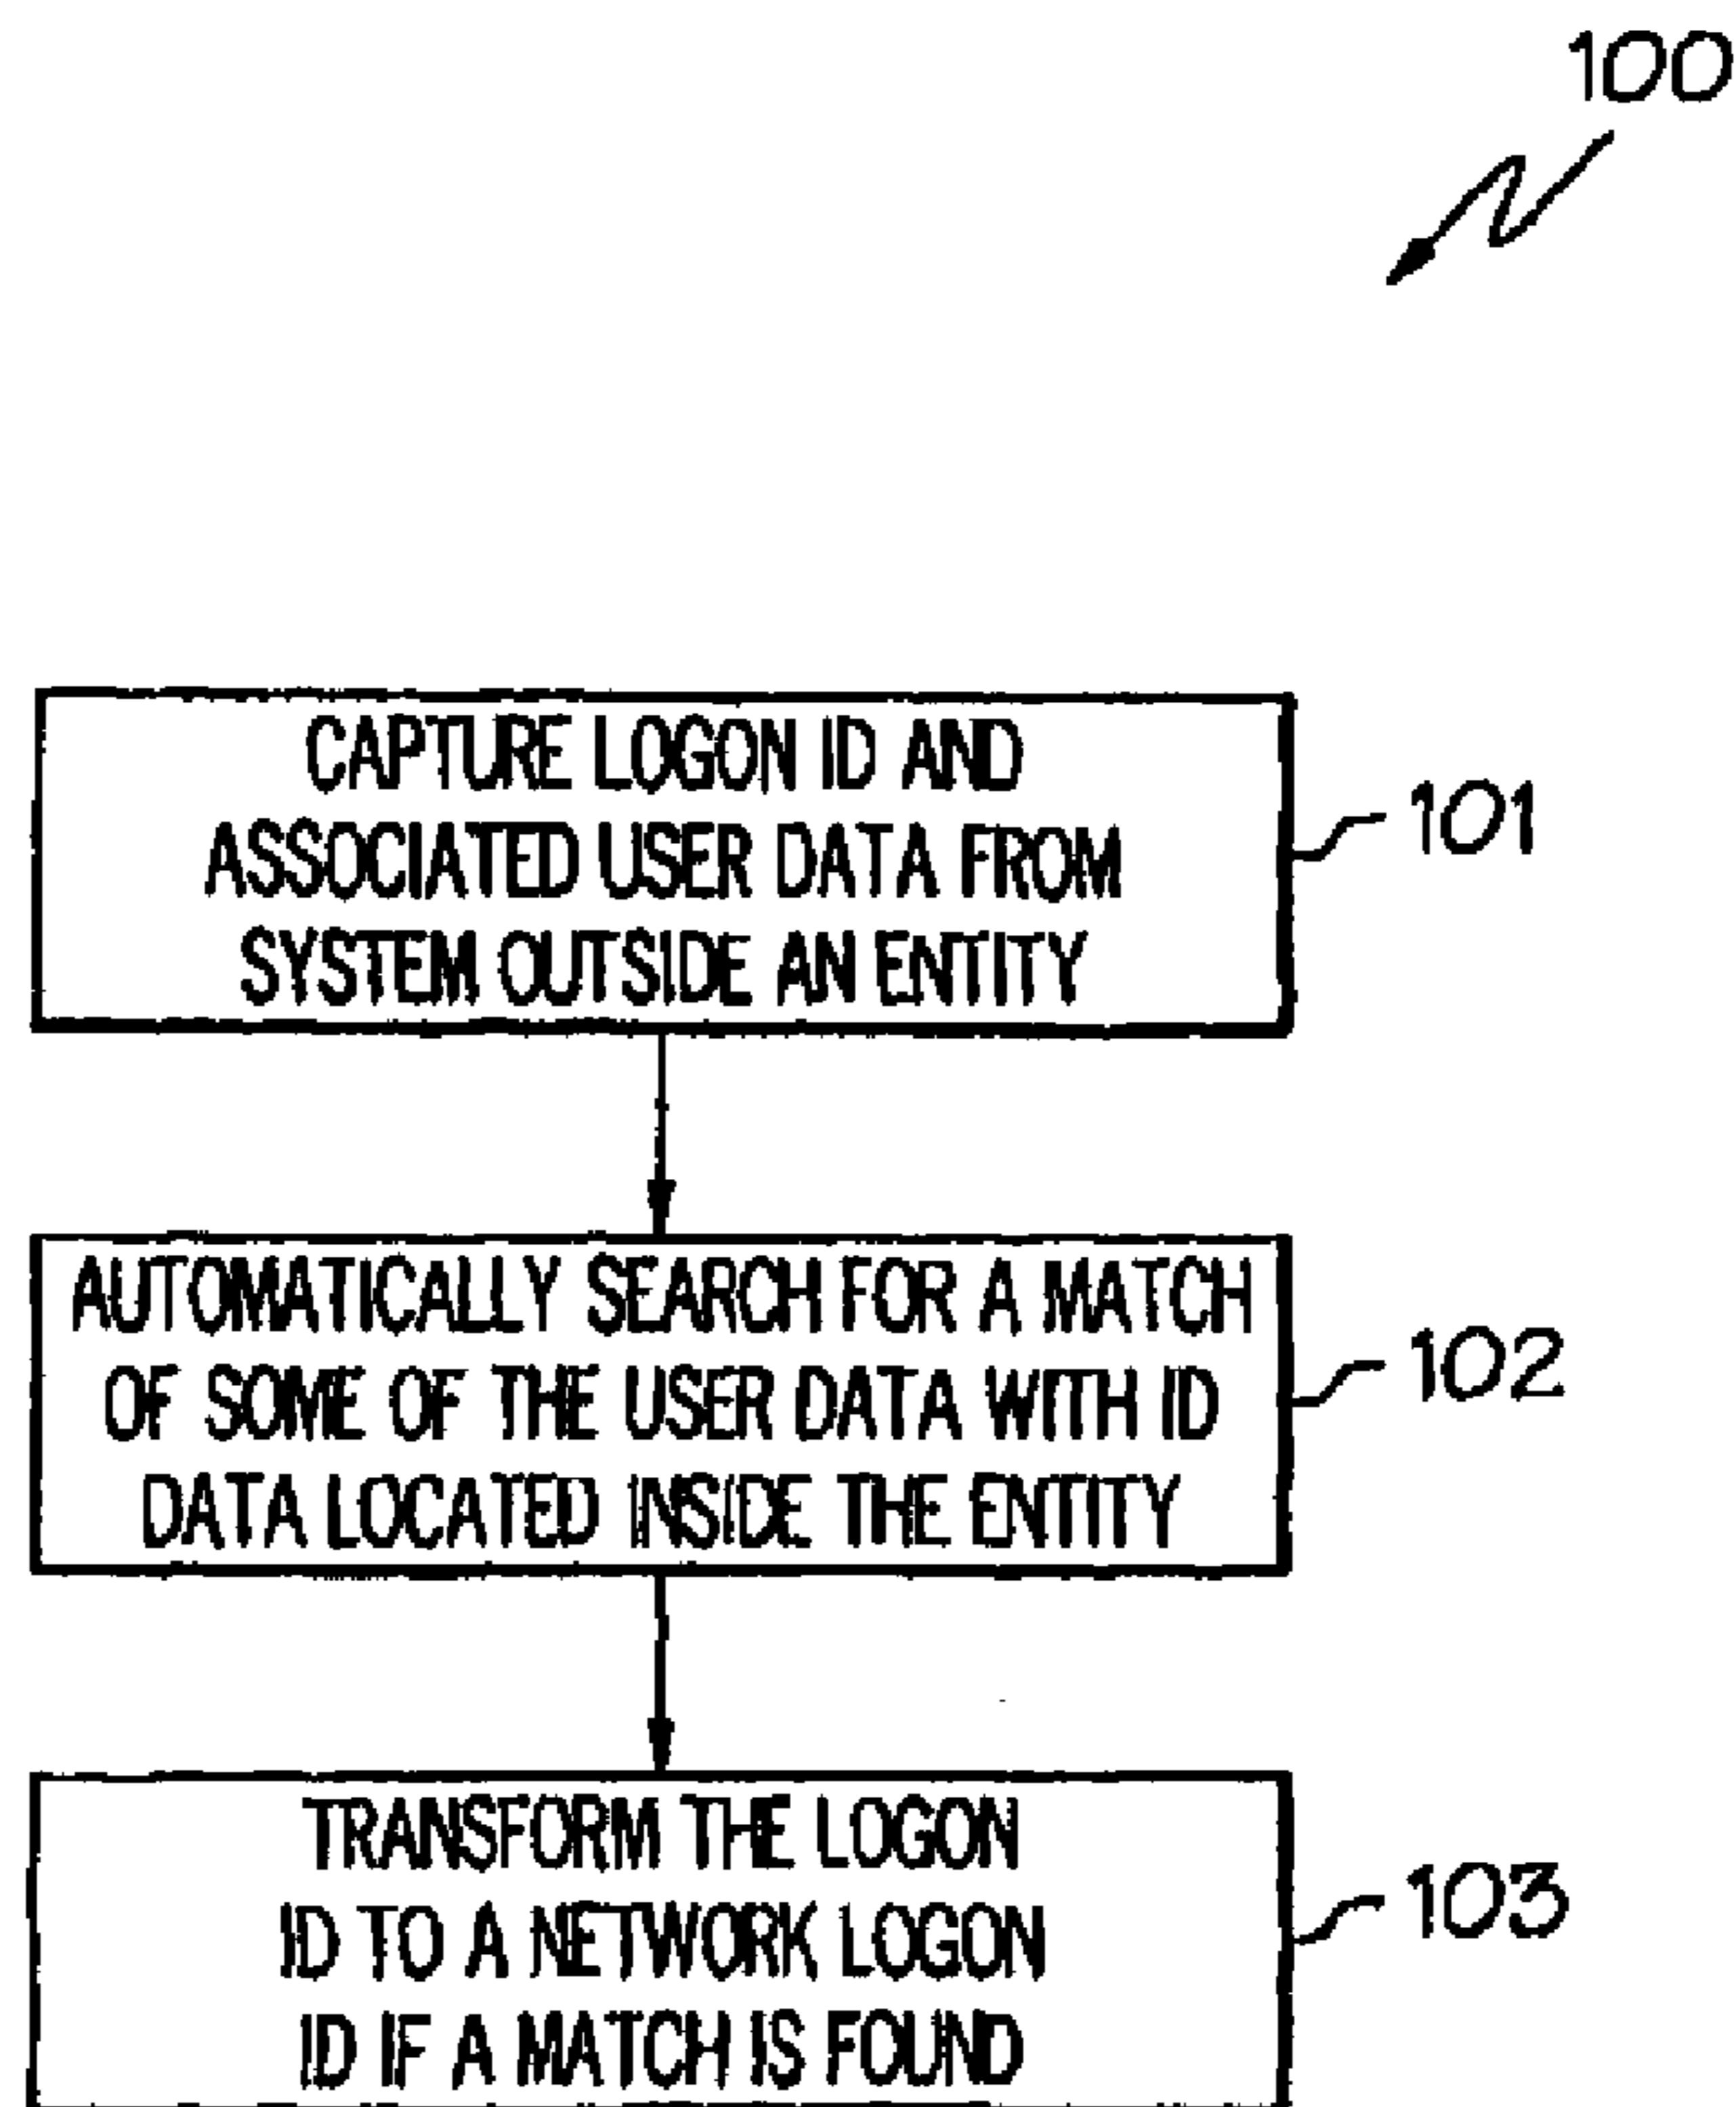 100
CAPTURE LOGON ID AND
ASSOCIATED USER DATA FROM
SYSTEM OUTSIDE AN ENTITY
101
AUTOMATICALLY SEARCH FOR A MATCH
OF SOME OF THE USER DATA WITH ID
DATA LOCATED INSIDE THE ENTITY
102
TRANSFORM THE LOGON
ID TO A NETWORK LOGON
ID IF A MATCH IS FOUND
103